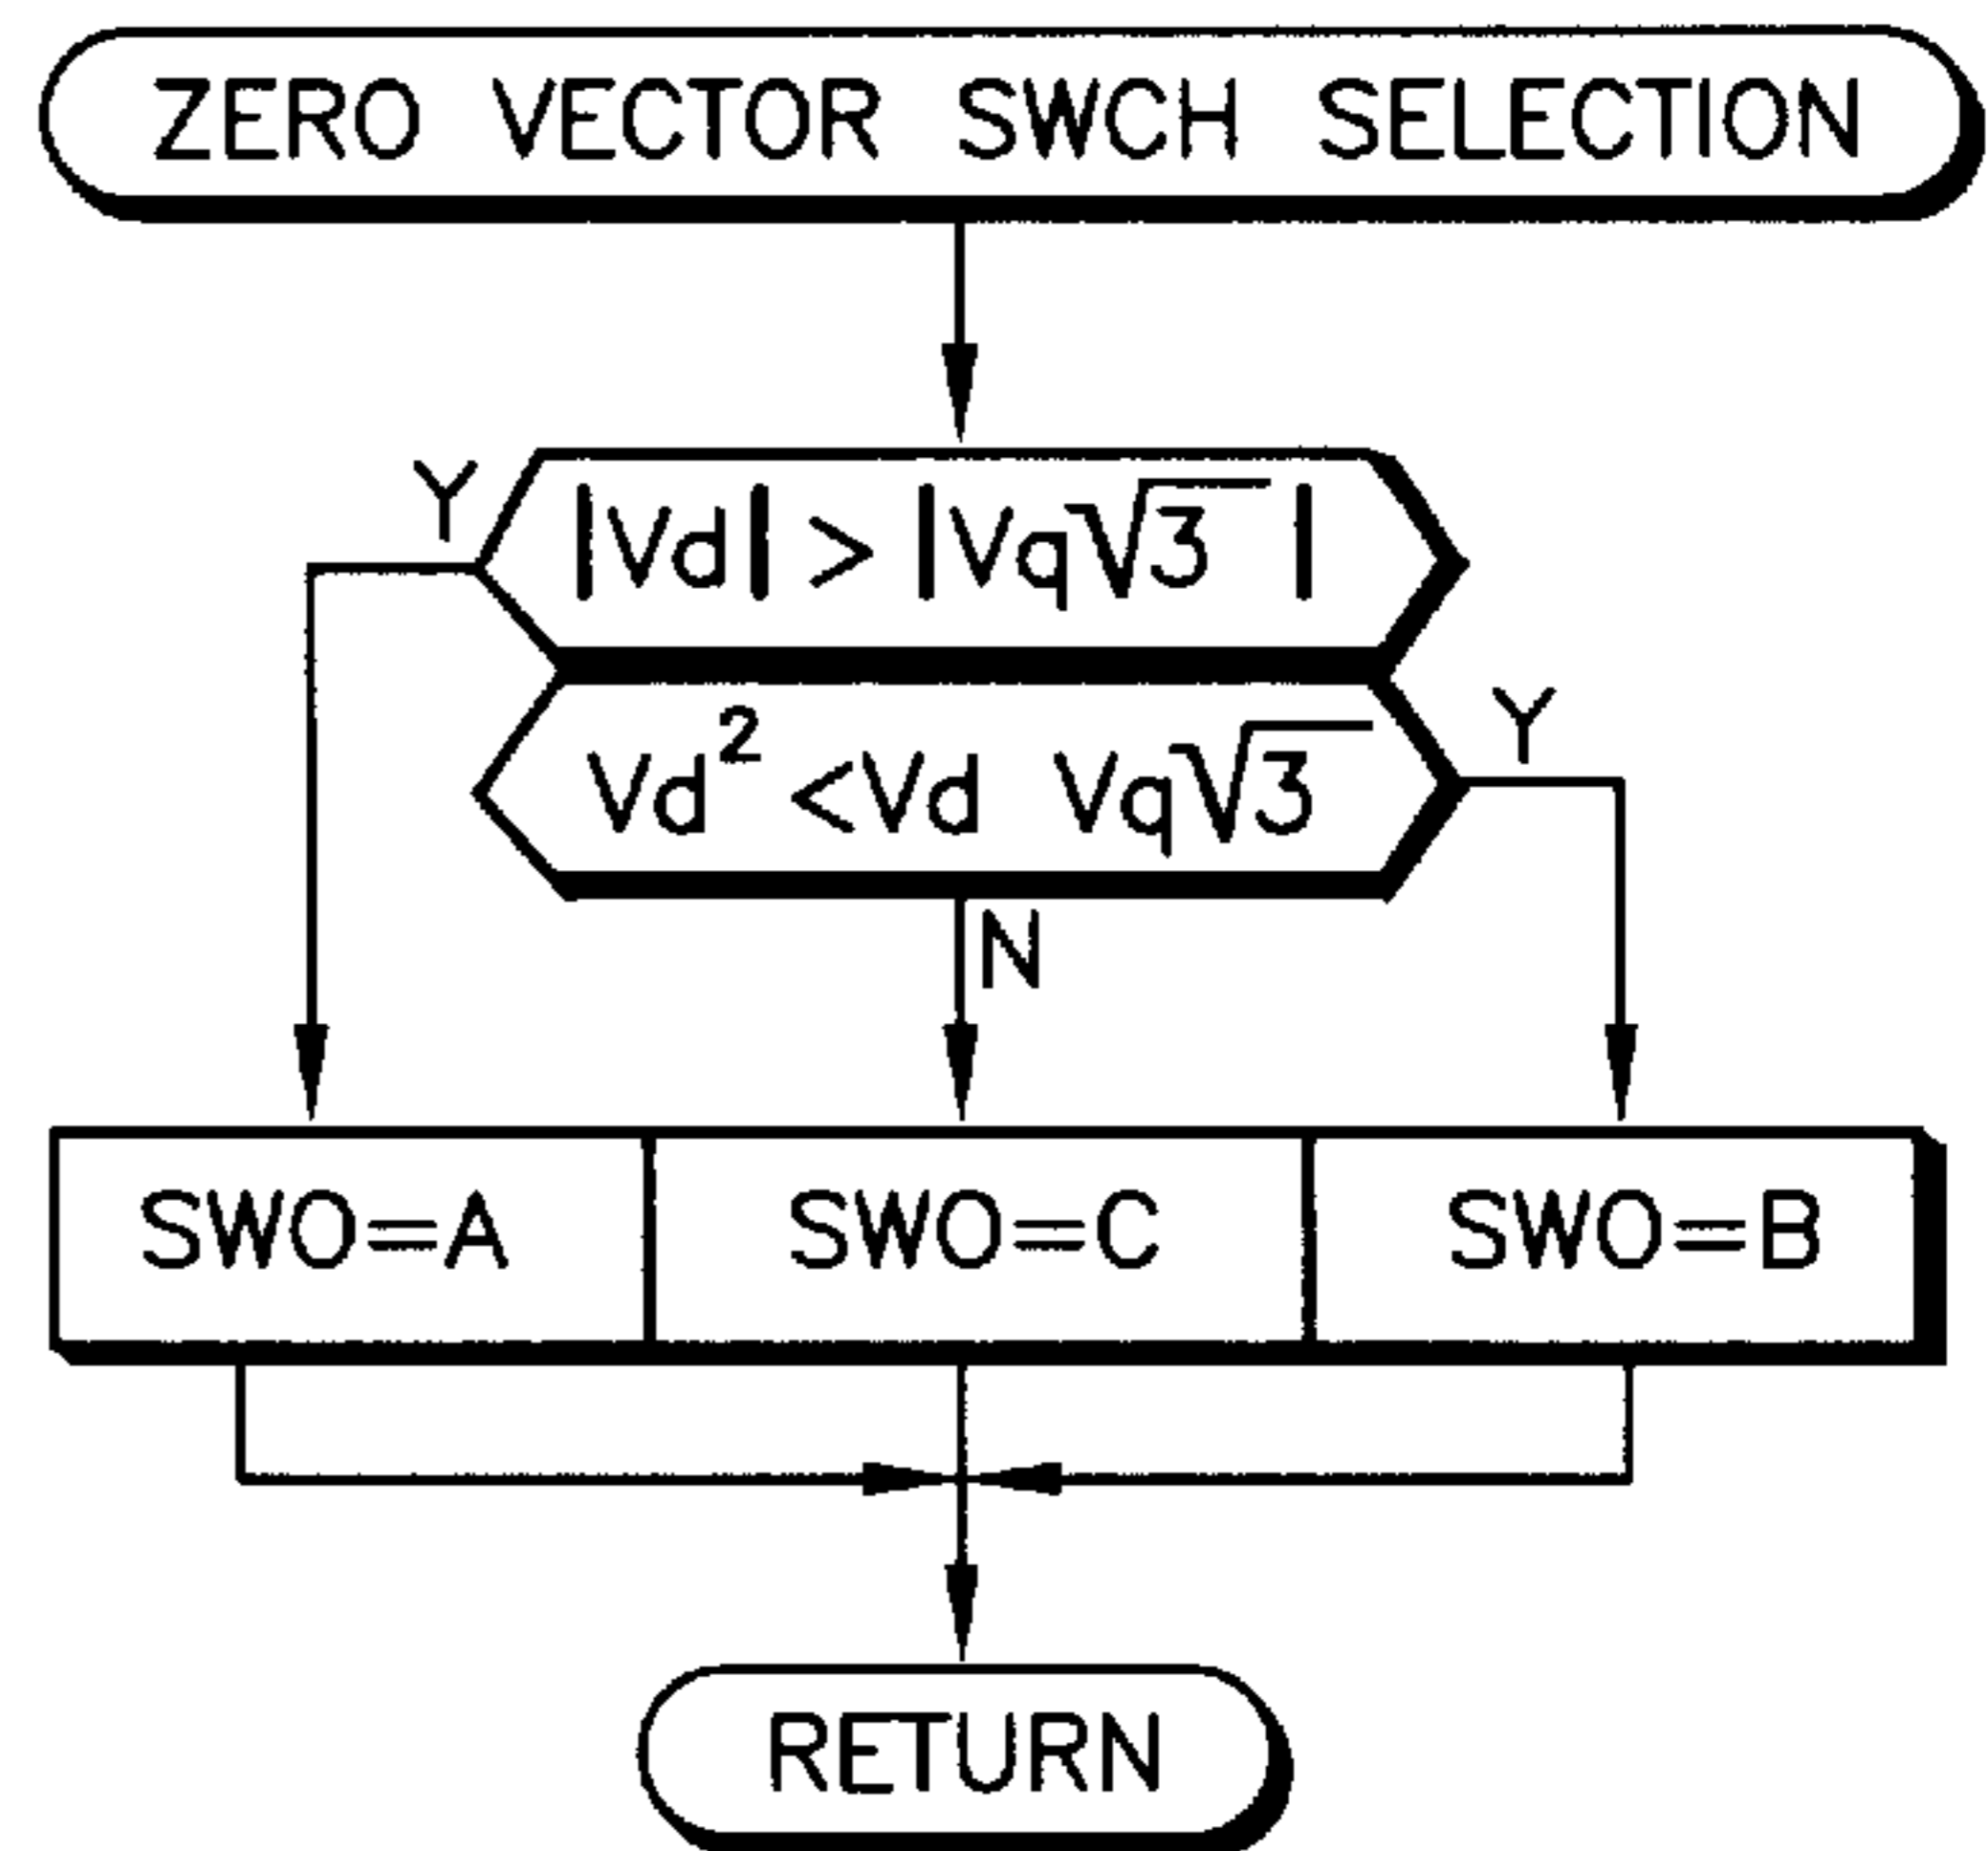 ZERO VECTOR SWCH SELECTION
Y
|Vd| > |Vq√3 |
Vd² <Vd Vq√3
Y
N
SWO=A
SWO=C
SWO=B
RETURN